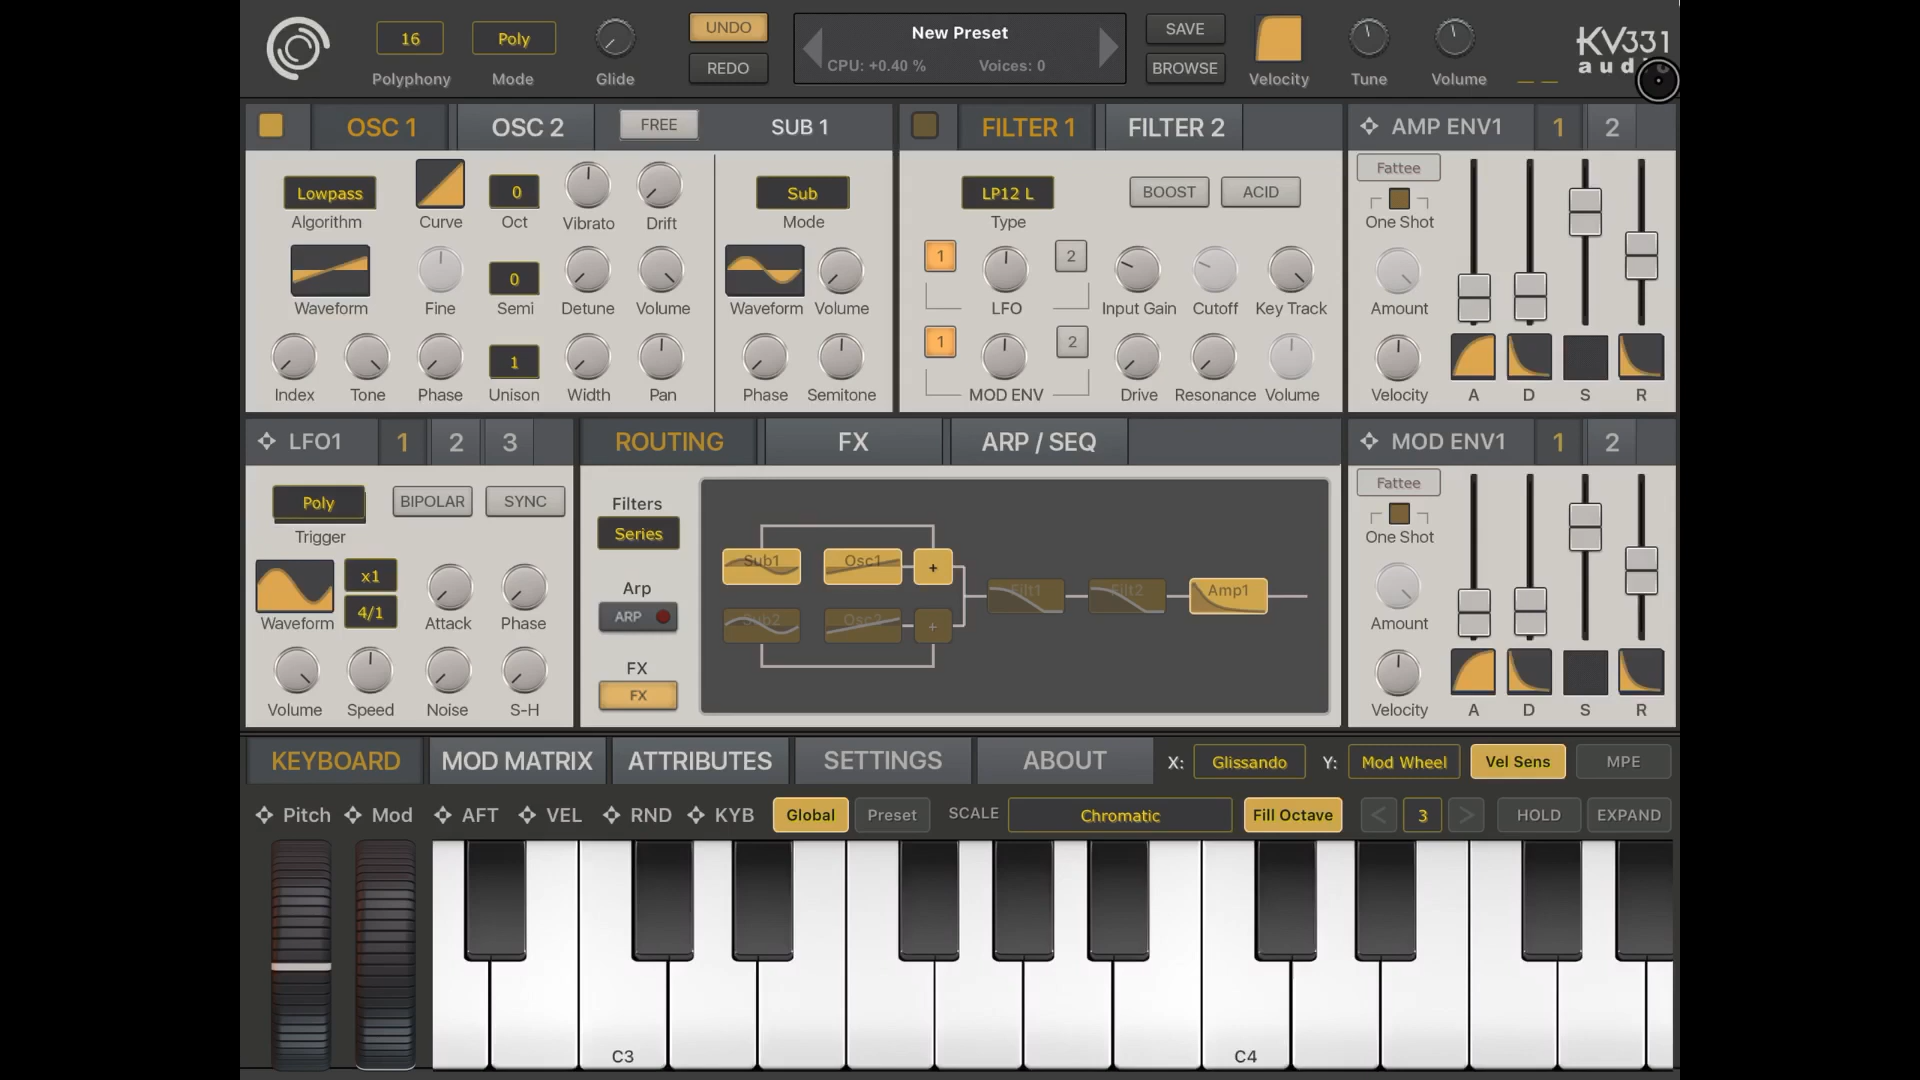 16 Poly UNDO New Preset SAVE KV331
REDO CPU: +0.40 % Voices: 0 BROWSE audio
Polyphony Mode Glide Velocity Tune Volume
OSC 1 OSC 2 FREE SUB 1 FILTER 1 FILTER 2 AMP ENV1 1 2
Lowpass 0 Sub LP12 L BOOST ACID Fattee
Algorithm Curve Oct Vibrato Drift Mode Type One Shot
0 1 2
Waveform Fine Semi Detune Volume Waveform Volume LFO Input Gain Cutoff Key Track Amount
1 1 2
Index Tone Phase Unison Width Pan Phase Semitone MOD ENV Drive Resonance Volume Velocity A D S R
LFO1 1 2 3 ROUTING FX ARP / SEQ MOD ENV1 1 2
Poly BIPOLAR SYNC Filters Fattee
Trigger Series One Shot
x1 Sub1 Osc1 +
4/1 Arp Filt1 Filt2 Amp1
Waveform Attack Phase ARP Sub2 Osc2 + Amount
FX
FX
Volume Speed Noise S-H Velocity A D S R
KEYBOARD MOD MATRIX ATTRIBUTES SETTINGS ABOUT X: Glissando Y: Mod Wheel Vel Sens MPE
Pitch Mod AFT VEL RND KYB Global Preset SCALE Chromatic Fill Octave < 3 > HOLD EXPAND
C3 C4